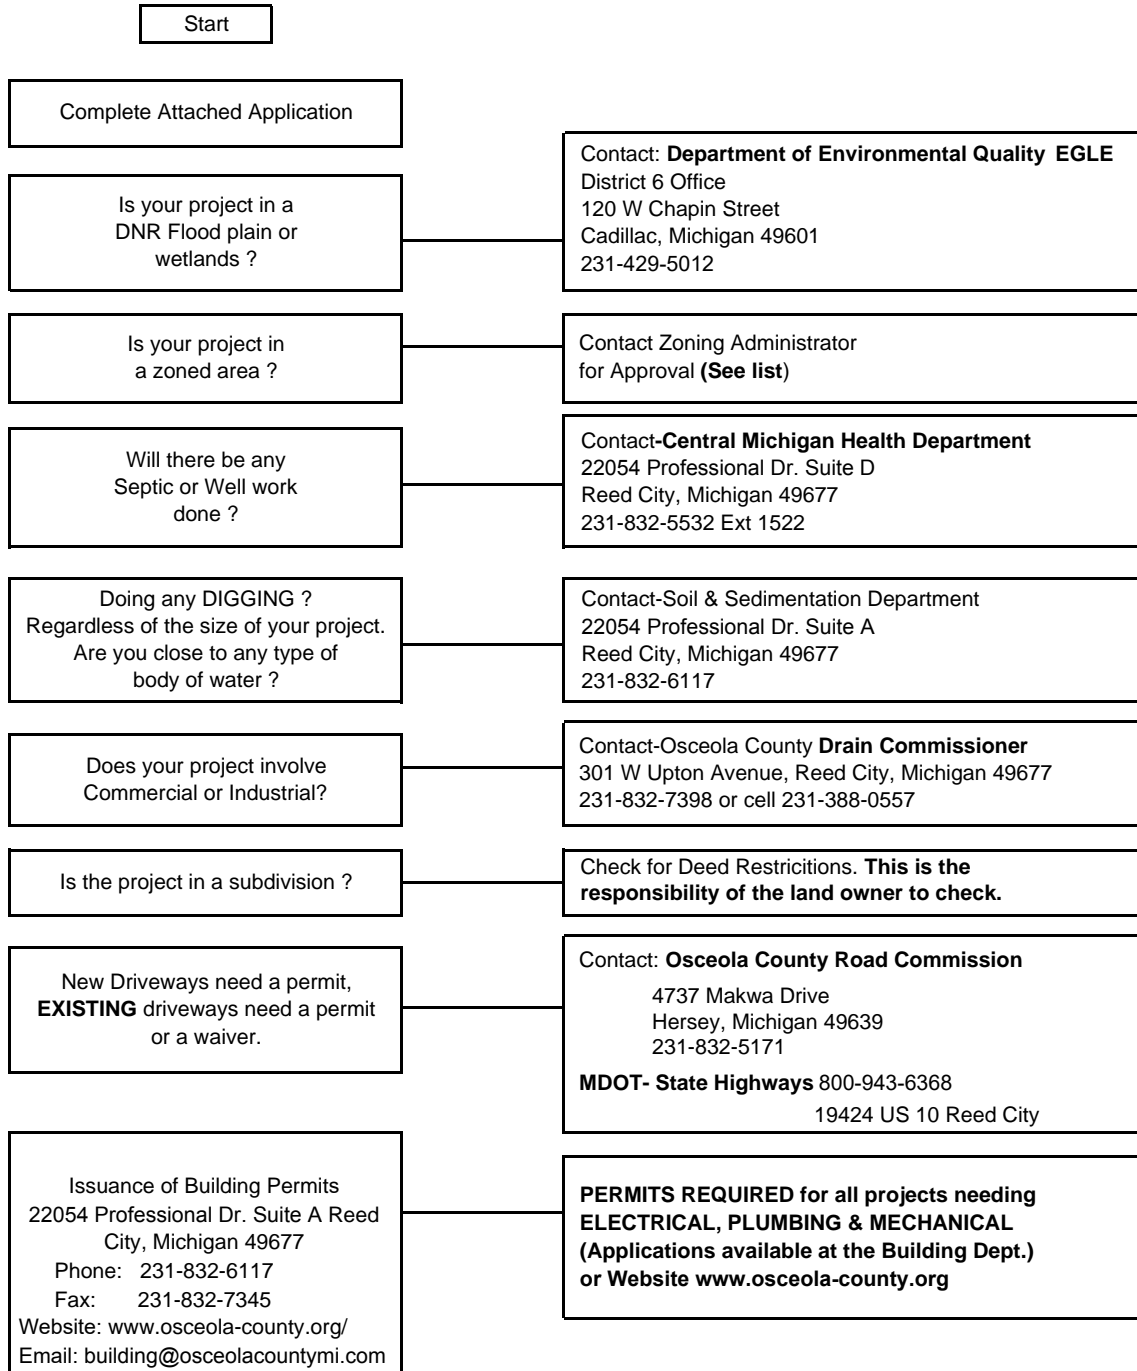 Start
Complete Attached Application
Is your project in a
DNR Flood plain or
wetlands ?
Contact: Department of Environmental Quality EGLE
District 6 Office
120 W Chapin Street
Cadillac, Michigan 49601
231-429-5012
Is your project in
a zoned area ?
Contact Zoning Administrator
for Approval (See list)
Will there be any
Septic or Well work
done ?
Contact-Central Michigan Health Department
22054 Professional Dr. Suite D
Reed City, Michigan 49677
231-832-5532 Ext 1522
Doing any DIGGING ?
Regardless of the size of your project.
Are you close to any type of
body of water ?
Contact-Soil & Sedimentation Department
22054 Professional Dr. Suite A
Reed City, Michigan 49677
231-832-6117
Does your project involve
Commercial or Industrial?
Contact-Osceola County Drain Commissioner
301 W Upton Avenue, Reed City, Michigan 49677
231-832-7398 or cell 231-388-0557
Is the project in a subdivision ?
Check for Deed Restricitions. This is the
responsibility of the land owner to check.
New Driveways need a permit,
EXISTING driveways need a permit
or a waiver.
Contact: Osceola County Road Commission
4737 Makwa Drive
Hersey, Michigan 49639
231-832-5171
MDOT- State Highways 800-943-6368
19424 US 10 Reed City
Issuance of Building Permits
22054 Professional Dr. Suite A Reed
City, Michigan 49677
Phone: 231-832-6117
Fax: 231-832-7345
Website: www.osceola-county.org/
Email: building@osceolacountymi.com
PERMITS REQUIRED for all projects needing
ELECTRICAL, PLUMBING & MECHANICAL
(Applications available at the Building Dept.)
or Website www.osceola-county.org